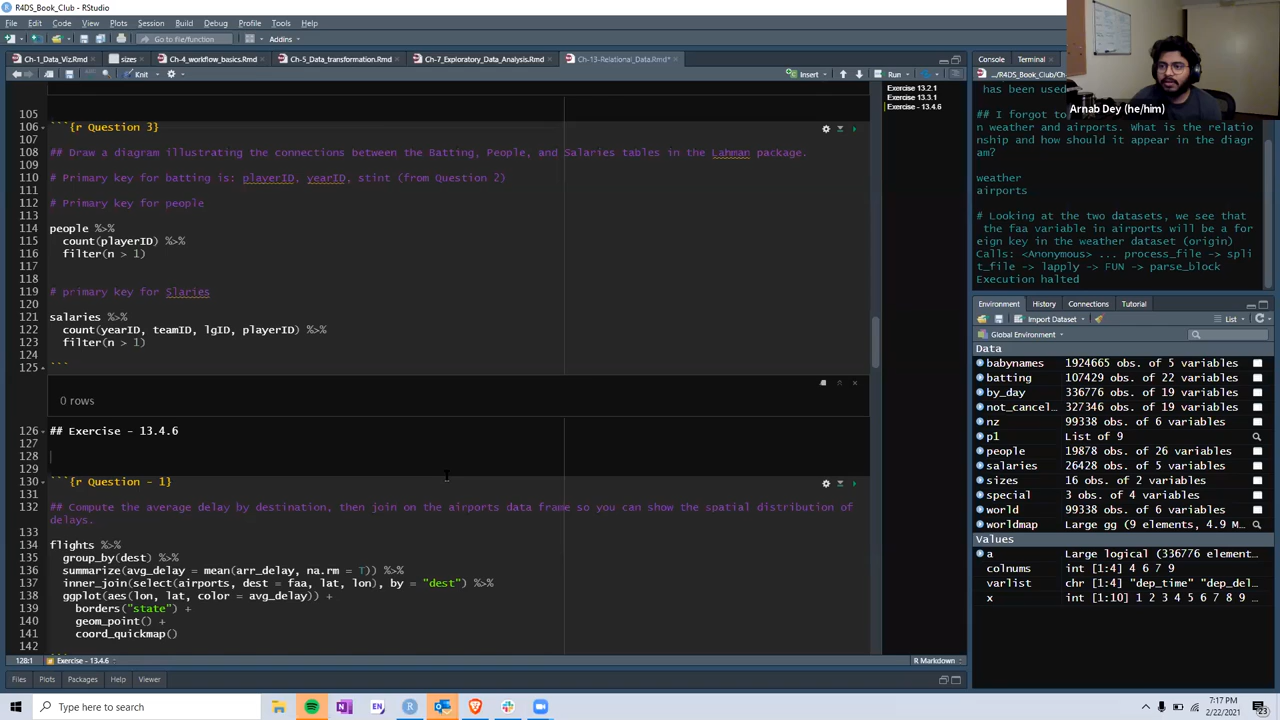 R4DS_Book_Club - RStudio
File Edit Code View Plots Session Build Debug Profile Tools Help
Go to file/function Addins
Ch-1_Data_Viz.Rmd sizes Ch-4_workflow_basics.Rmd Ch-5_Data_transformation.Rmd Ch-7_Exploratory_Data_Analysis.Rmd Ch-13-Relational_Data.Rmd*
Knit Insert Run
105
106 ```{r Question 3}
107
108 ## Draw a diagram illustrating the connections between the Batting, People, and Salaries tables in the Lahman package.
109
110 # Primary key for batting is: playerID, yearID, stint (from Question 2)
111
112 # Primary key for people
113
114 people %>%
115 count(playerID) %>%
116 filter(n > 1)
117
118
119 # primary key for Slaries
120
121 salaries %>%
122 count(yearID, teamID, lgID, playerID) %>%
123 filter(n > 1)
124
125 ```
0 rows
126 ## Exercise - 13.4.6
127
128
129
130 ```{r Question - 1}
131
132 ## Compute the average delay by destination, then join on the airports data frame so you can show the spatial distribution of
delays.
133
134 flights %>%
135 group_by(dest) %>%
136 summarize(avg_delay = mean(arr_delay, na.rm = T)) %>%
137 inner_join(select(airports, dest = faa, lat, lon), by = "dest") %>%
138 ggplot(aes(lon, lat, color = avg_delay)) +
139 borders("state") +
140 geom_point() +
141 coord_quickmap()
142
128:1 Exercise - 13.4.6 R Markdown
Files Plots Packages Help Viewer
Exercise 13.2.1
Exercise 13.3.1
Exercise - 13.4.6
Console Terminal
~/R4DS_Book_Club/Ch
has been used
## I forgot to
n weather and airports. What is the relatio
nship and how should it appear in the diagr
am?
weather
airports
# Looking at the two datasets, we see that
the faa variable in airports will be a for
eign key in the weather dataset (origin)
Calls: <Anonymous> ... process_file -> spli
t_file -> lapply -> FUN -> parse_block
Execution halted
Arnab Dey (he/him)
Environment History Connections Tutorial
Import Dataset List
Global Environment
Data
babynames 1924665 obs. of 5 variables
batting 107429 obs. of 22 variables
by_day 336776 obs. of 19 variables
not_cancel… 327346 obs. of 19 variables
nz 99338 obs. of 6 variables
p1 List of 9
people 19878 obs. of 26 variables
salaries 26428 obs. of 5 variables
sizes 16 obs. of 2 variables
special 3 obs. of 4 variables
world 99338 obs. of 6 variables
worldmap Large gg (9 elements, 4.9 M…
Values
a Large logical (336776 element…
colnums int [1:4] 4 6 7 9
varlist chr [1:4] "dep_time" "dep_del…
x int [1:10] 1 2 3 4 5 6 7 8 9 …
Type here to search
EN
7:17 PM
2/22/2021
23